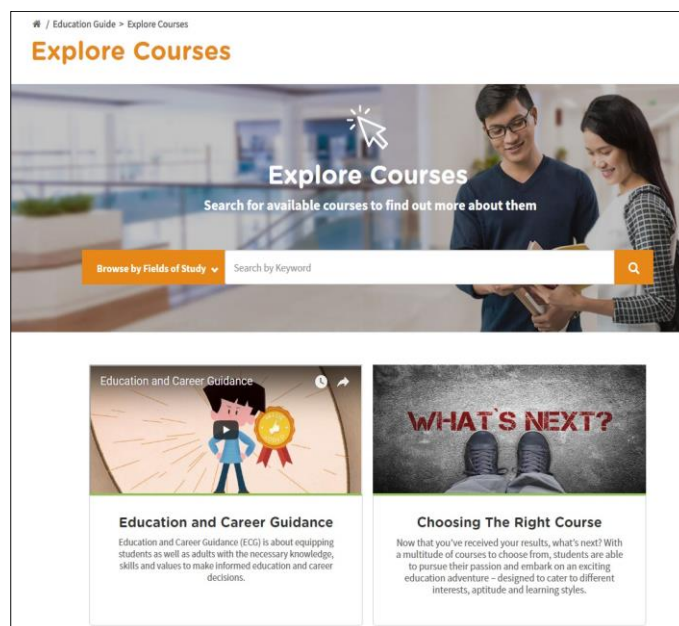 / Education Guide > Explore Courses
Explore Courses
Explore Courses
Search for available courses to find out more about them
Browse by Fields of Study
Search by Keyword
Education and Career Guidance
WHAT'S NEXT?
Education and Career Guidance
Education and Career Guidance (ECG) is about equipping
students as well as adults with the necessary knowledge,
skills and values to make informed education and career
decisions.
Choosing The Right Course
Now that you've received your results, what's next? With
a multitude of courses to choose from, students are able
to pursue their passion and embark on an exciting
education adventure – designed to cater to different
interests, aptitude and learning styles.